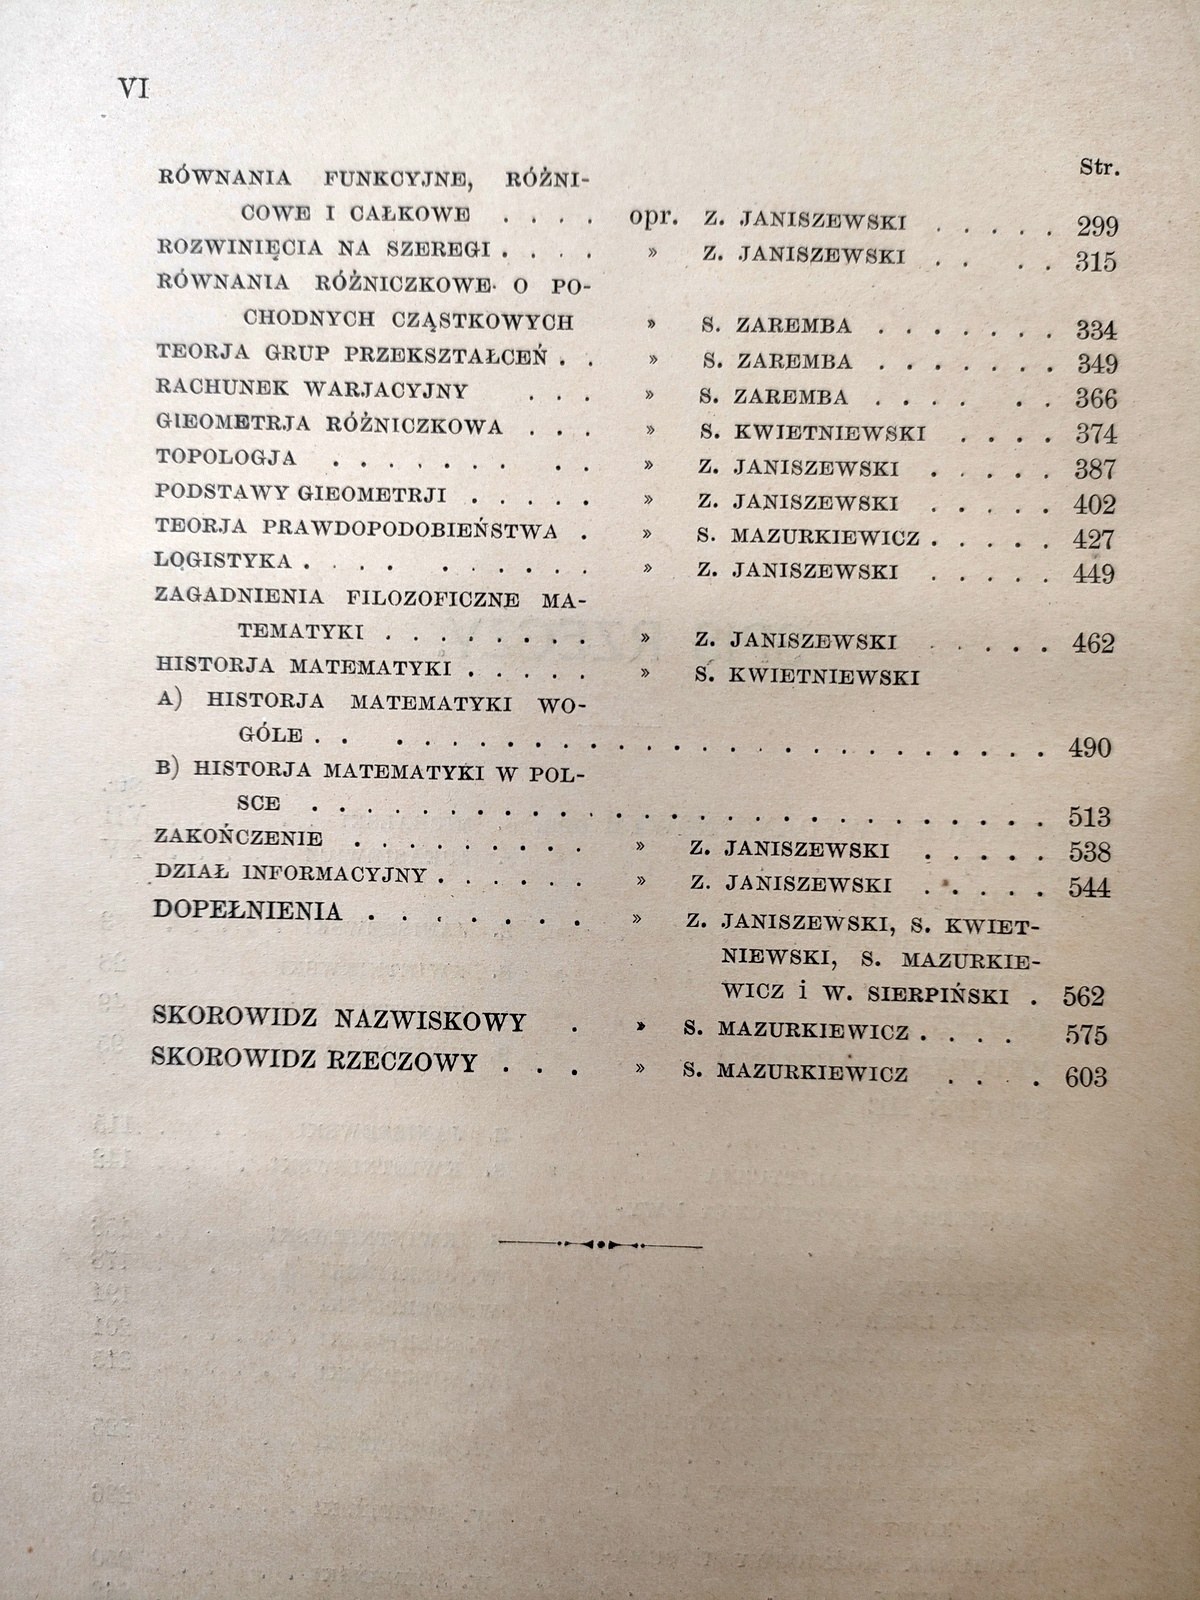 VI
Str.
RÓWNANIA FUNKCYJNE, RÓŻNI-
COWE I CAŁKOWE . . . . opr. Z. JANISZEWSKI . . . . . 299
ROZWINIĘCIA NA SZEREGI . . . . » Z. JANISZEWSKI . . . . 315
RÓWNANIA RÓŻNICZKOWE O PO-
CHODNYCH CZĄSTKOWYCH » S. ZAREMBA . . . . . . . 334
TEORJA GRUP PRZEKSZTAŁCEŃ . . » S. ZAREMBA . . . . . . . 349
RACHUNEK WARJACYJNY . . . » S. ZAREMBA . . . . . . 366
GIEOMETRJA RÓŻNICZKOWA . . . » S. KWIETNIEWSKI . . . . 374
TOPOLOGJA . . . . . . . . » Z. JANISZEWSKI . . . . . 387
PODSTAWY GIEOMETRJI . . . . . » Z. JANISZEWSKI . . . . . 402
TEORJA PRAWDOPODOBIEŃSTWA . » S. MAZURKIEWICZ . . . . . 427
LOGISTYKA . . . . . . . . . . » Z. JANISZEWSKI . . . . . 449
ZAGADNIENIA FILOZOFICZNE MA-
TEMATYKI . . . . . . . . » Z. JANISZEWSKI . . . . . 462
HISTORJA MATEMATYKI . . . . . » S. KWIETNIEWSKI
A) HISTORJA MATEMATYKI WO-
GÓLE . . . . . . . . . . . . . . . . . . . . . . . . . . 490
B) HISTORJA MATEMATYKI W POL-
SCE . . . . . . . . . . . . . . . . . . . . . . . . . . . 513
ZAKOŃCZENIE . . . . . . . . . » Z. JANISZEWSKI . . . . . 538
DZIAŁ INFORMACYJNY . . . . . . » Z. JANISZEWSKI . . . . . 544
DOPEŁNIENIA . . . . . . . » Z. JANISZEWSKI, S. KWIET-
NIEWSKI, S. MAZURKIE-
WICZ i W. SIERPIŃSKI . 562
SKOROWIDZ NAZWISKOWY . » S. MAZURKIEWICZ . . . . 575
SKOROWIDZ RZECZOWY . . . » S. MAZURKIEWICZ . . . . 603